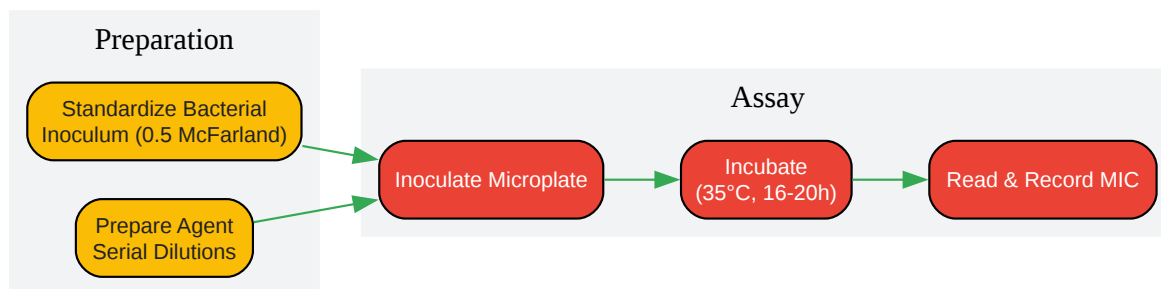 Preparation
Standardize Bacterial
Inoculum (0.5 McFarland)
Prepare Agent
Serial Dilutions
Assay
Inoculate Microplate
Incubate
(35°C, 16-20h)
Read & Record MIC